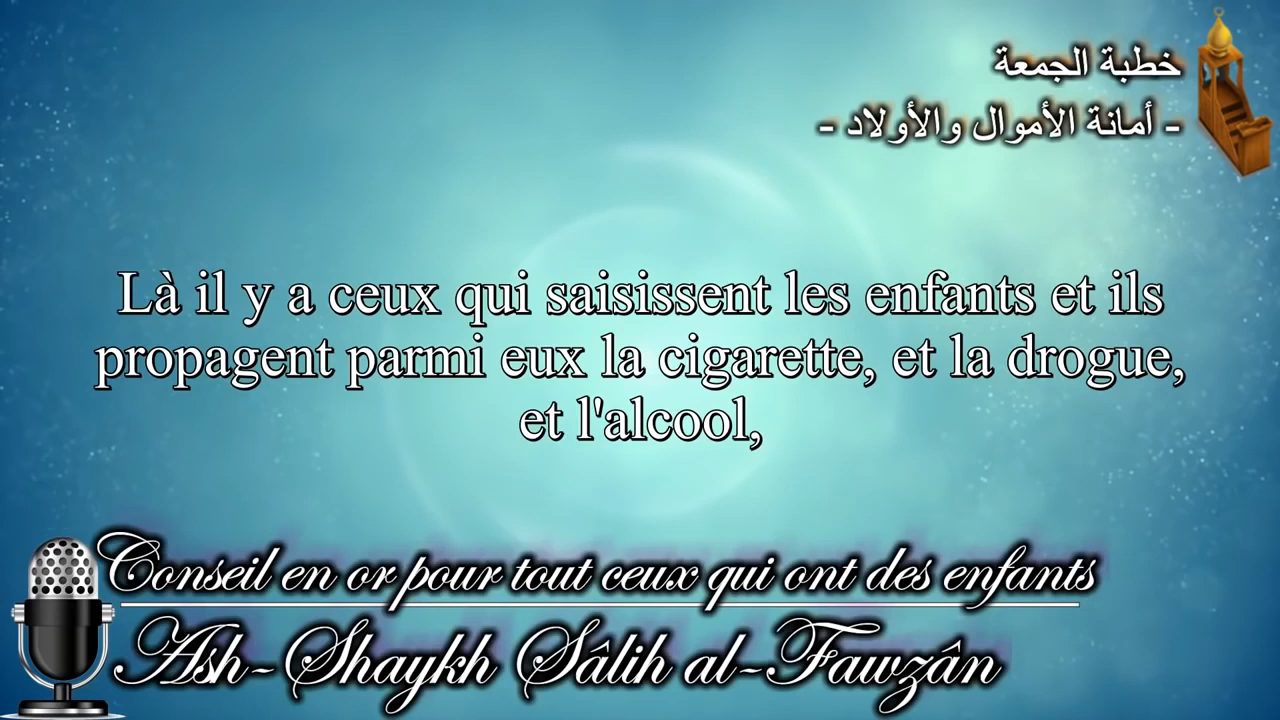 خطبة الجمعة
- أمانة الأموال والأولاد -
Là il y a ceux qui saisissent les enfants et ils
propagent parmi eux la cigarette, et la drogue,
et l'alcool,
Conseil en or pour tout ceux qui ont des enfants
Ash-Shaykh Sâlih al-Fawzân